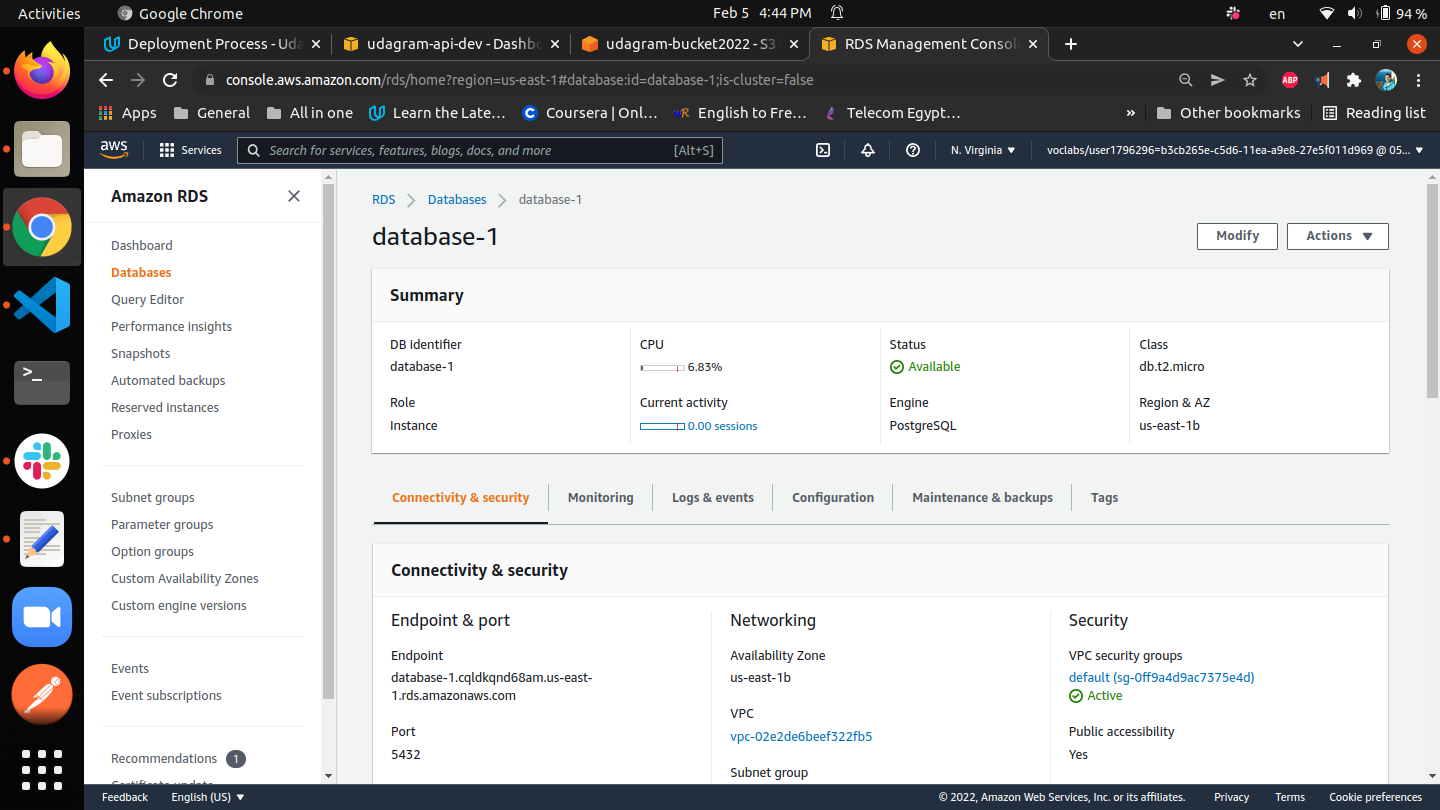 Activities
Google Chrome
Feb 5 4:44 PM
en
94 %
Deployment Process - Uda
udagram-api-dev - Dashbo
udagram-bucket2022 - S3
RDS Management Console
console.aws.amazon.com/rds/home?region=us-east-1#database:id=database-1;is-cluster=false
ABP
Apps
General
All in one
Learn the Late…
Coursera | Onl…
English to Fre…
Telecom Egypt…
»
Other bookmarks
Reading list
aws
Services
Search for services, features, blogs, docs, and more
[Alt+S]
N. Virginia
voclabs/user1796296=b3cb265e-c5d6-11ea-a9e8-27e5f011d969 @ 05...
Amazon RDS
Dashboard
Databases
Query Editor
Performance insights
Snapshots
Automated backups
Reserved instances
Proxies
Subnet groups
Parameter groups
Option groups
Custom Availability Zones
Custom engine versions
Events
Event subscriptions
Recommendations 1
Certificate update
RDS
Databases
database-1
database-1
Modify
Actions
Summary
DB identifier
database-1
CPU
6.83%
Status
Available
Class
db.t2.micro
Role
Instance
Current activity
0.00 sessions
Engine
PostgreSQL
Region & AZ
us-east-1b
Connectivity & security
Monitoring
Logs & events
Configuration
Maintenance & backups
Tags
Connectivity & security
Endpoint & port
Endpoint
database-1.cqldkqnd68am.us-east-
1.rds.amazonaws.com
Port
5432
Networking
Availability Zone
us-east-1b
VPC
vpc-02e2de6beef322fb5
Subnet group
Security
VPC security groups
default (sg-0ff9a4d9ac7375e4d)
Active
Public accessibility
Yes
Feedback
English (US)
© 2022, Amazon Web Services, Inc. or its affiliates.
Privacy
Terms
Cookie preferences